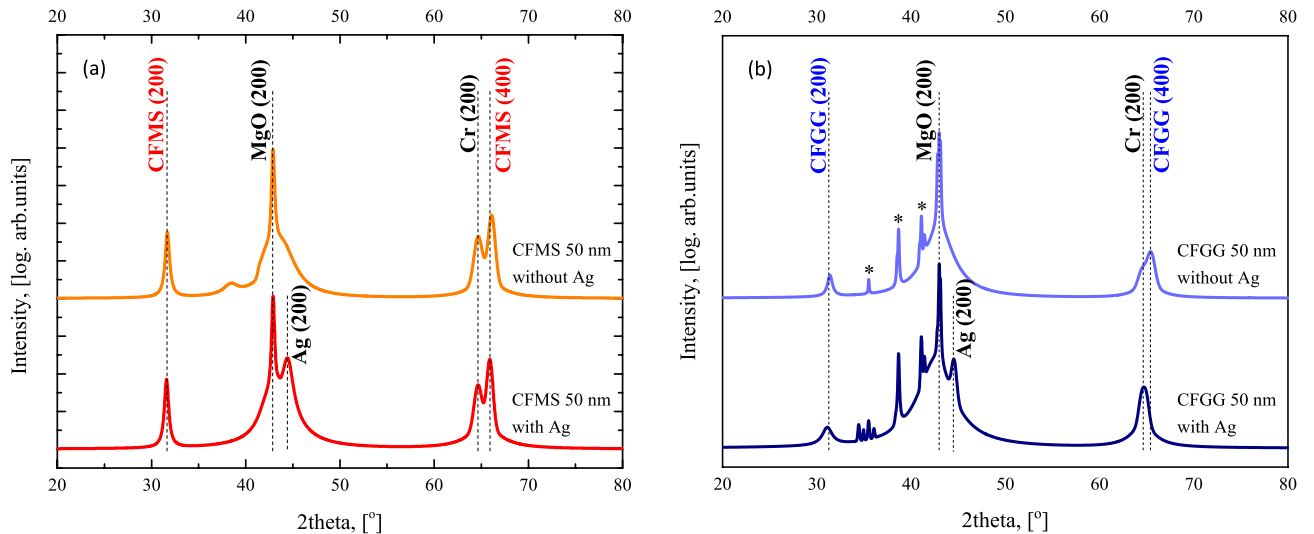 20 30 40 50 60 70 80
(a)
CFMS (200)
MgO (200)
Cr (200)
CFMS (400)
Ag (200)
CFMS 50 nm
without Ag
CFMS 50 nm
with Ag
Intensity, [log. arb.units]
20 30 40 50 60 70 80
2theta, [°]
20 30 40 50 60 70 80
(b)
CFGG (200)
MgO (200)
Cr (200)
CFGG (400)
* * *
Ag (200)
CFGG 50 nm
without Ag
CFGG 50 nm
with Ag
Intensity, [log. arb.units]
20 30 40 50 60 70 80
2theta, [°]